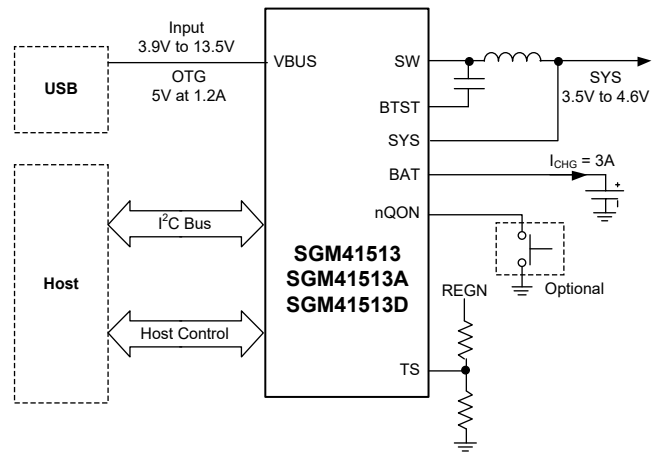 Input
3.9V to 13.5V
OTG
5V at 1.2A
USB
VBUS
SW
BTST
SYS
BAT
nQON
SYS
3.5V to 4.6V
I_CHG = 3A
+
Optional
I²C Bus
Host
Host Control
SGM41513
SGM41513A
SGM41513D
REGN
TS